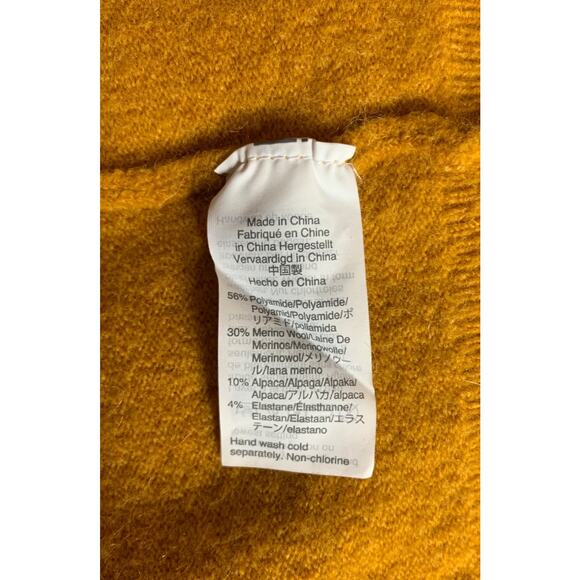 Made in China
Fabriqué en Chine
in China Hergestellt
Vervaardigd in China
中国製
Hecho en China
56% Polyamide/Polyamide/
Polyamid/Polyamide/ポ
リアミド/poliamida
30% Merino Wool/Laine De
Merinos/Merinowolle/
Merinowol/メリノウー
ル/lana merino
10% Alpaca/Alpaga/Alpaka/
Alpaca/アルパカ/alpaca
4% Elastane/Élasthanne/
Elastan/Elastaan/エラス
テーン/elastano
Hand wash cold
separately. Non-chlorine